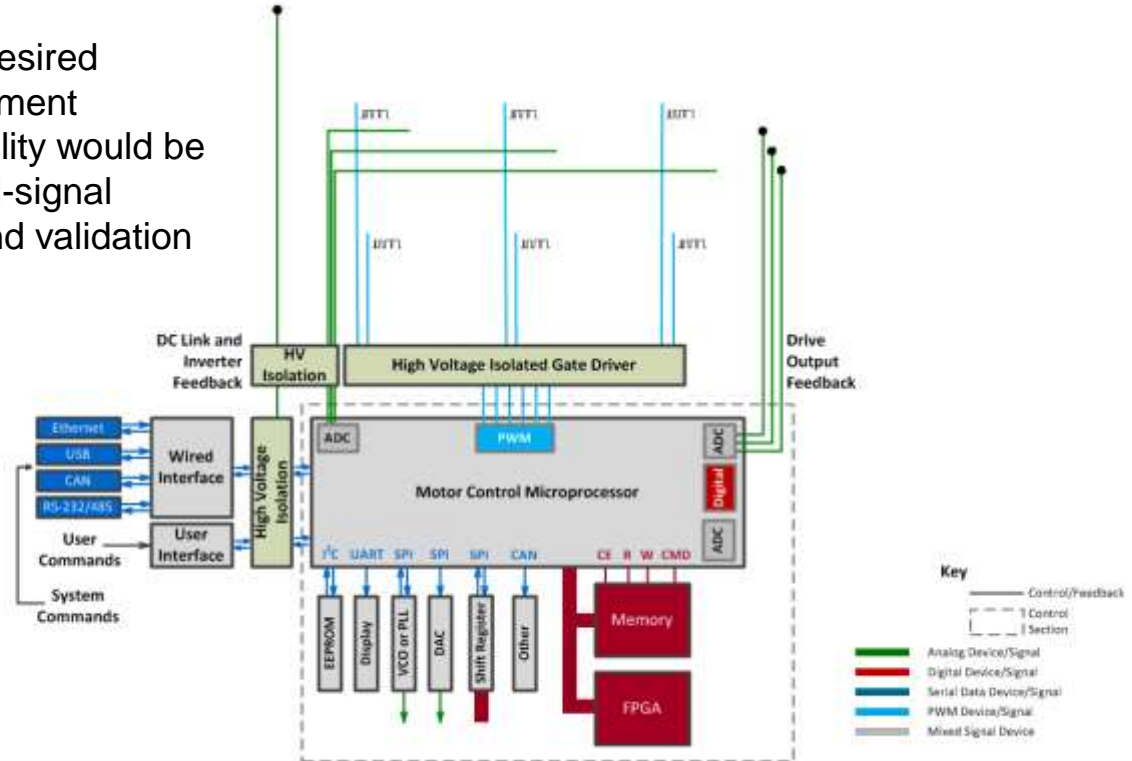 esired
ment
lity would be
-signal
nd validation
DC Link and
Inverter
Feedback
HV
Isolation
High Voltage Isolated Gate Driver
Drive
Output
Feedback
Ethernet
USB
CAN
RS-232/485
Wired
Interface
High Voltage
Isolation
ADC
PWM
ADC
Digital
ADC
Motor Control Microprocessor
User
Commands
User
Interface
System
Commands
I²C UART SPI SPI SPI CAN
CE R W CMD
EEPROM
Display
VCO or PLL
DAC
Shift Register
Other
Memory
FPGA
Key
Control/Feedback
Control
Section
Analog Device/Signal
Digital Device/Signal
Serial Data Device/Signal
PWM Device/Signal
Mixed Signal Device